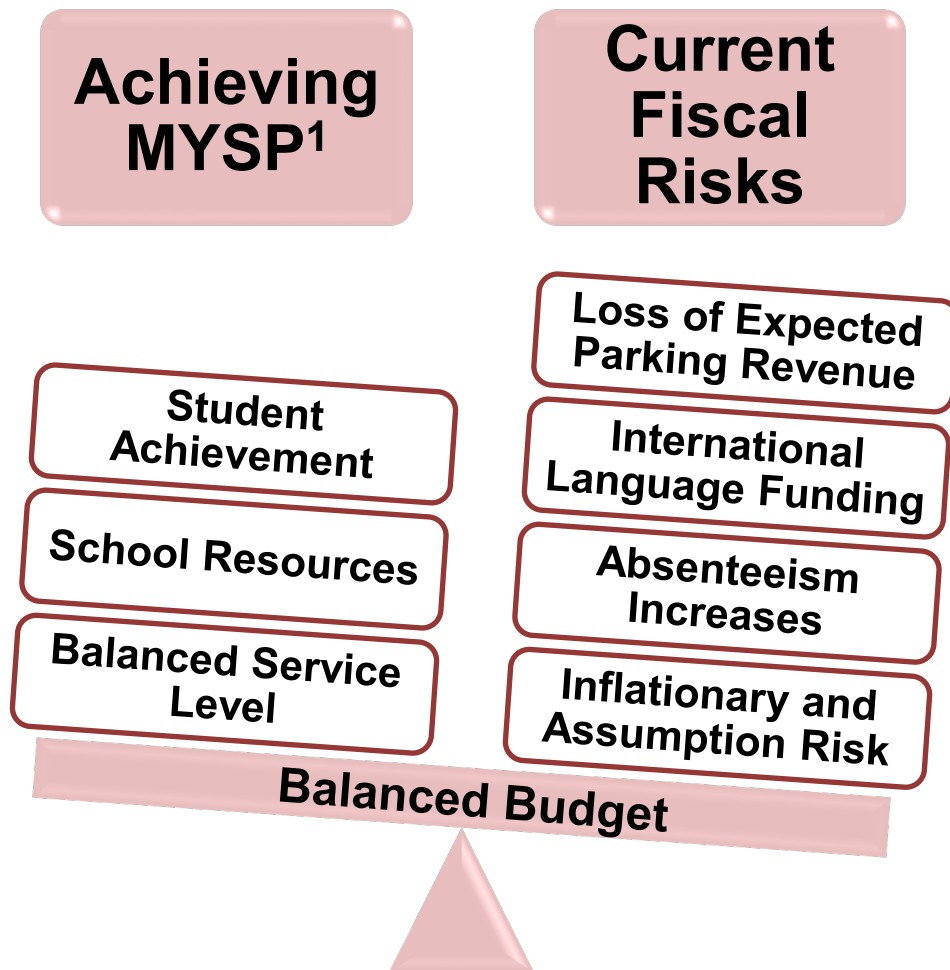 Achieving
MYSP¹
Current
Fiscal
Risks
Student
Achievement
School Resources
Balanced Service
Level
Loss of Expected
Parking Revenue
International
Language Funding
Absenteeism
Increases
Inflationary and
Assumption Risk
Balanced Budget